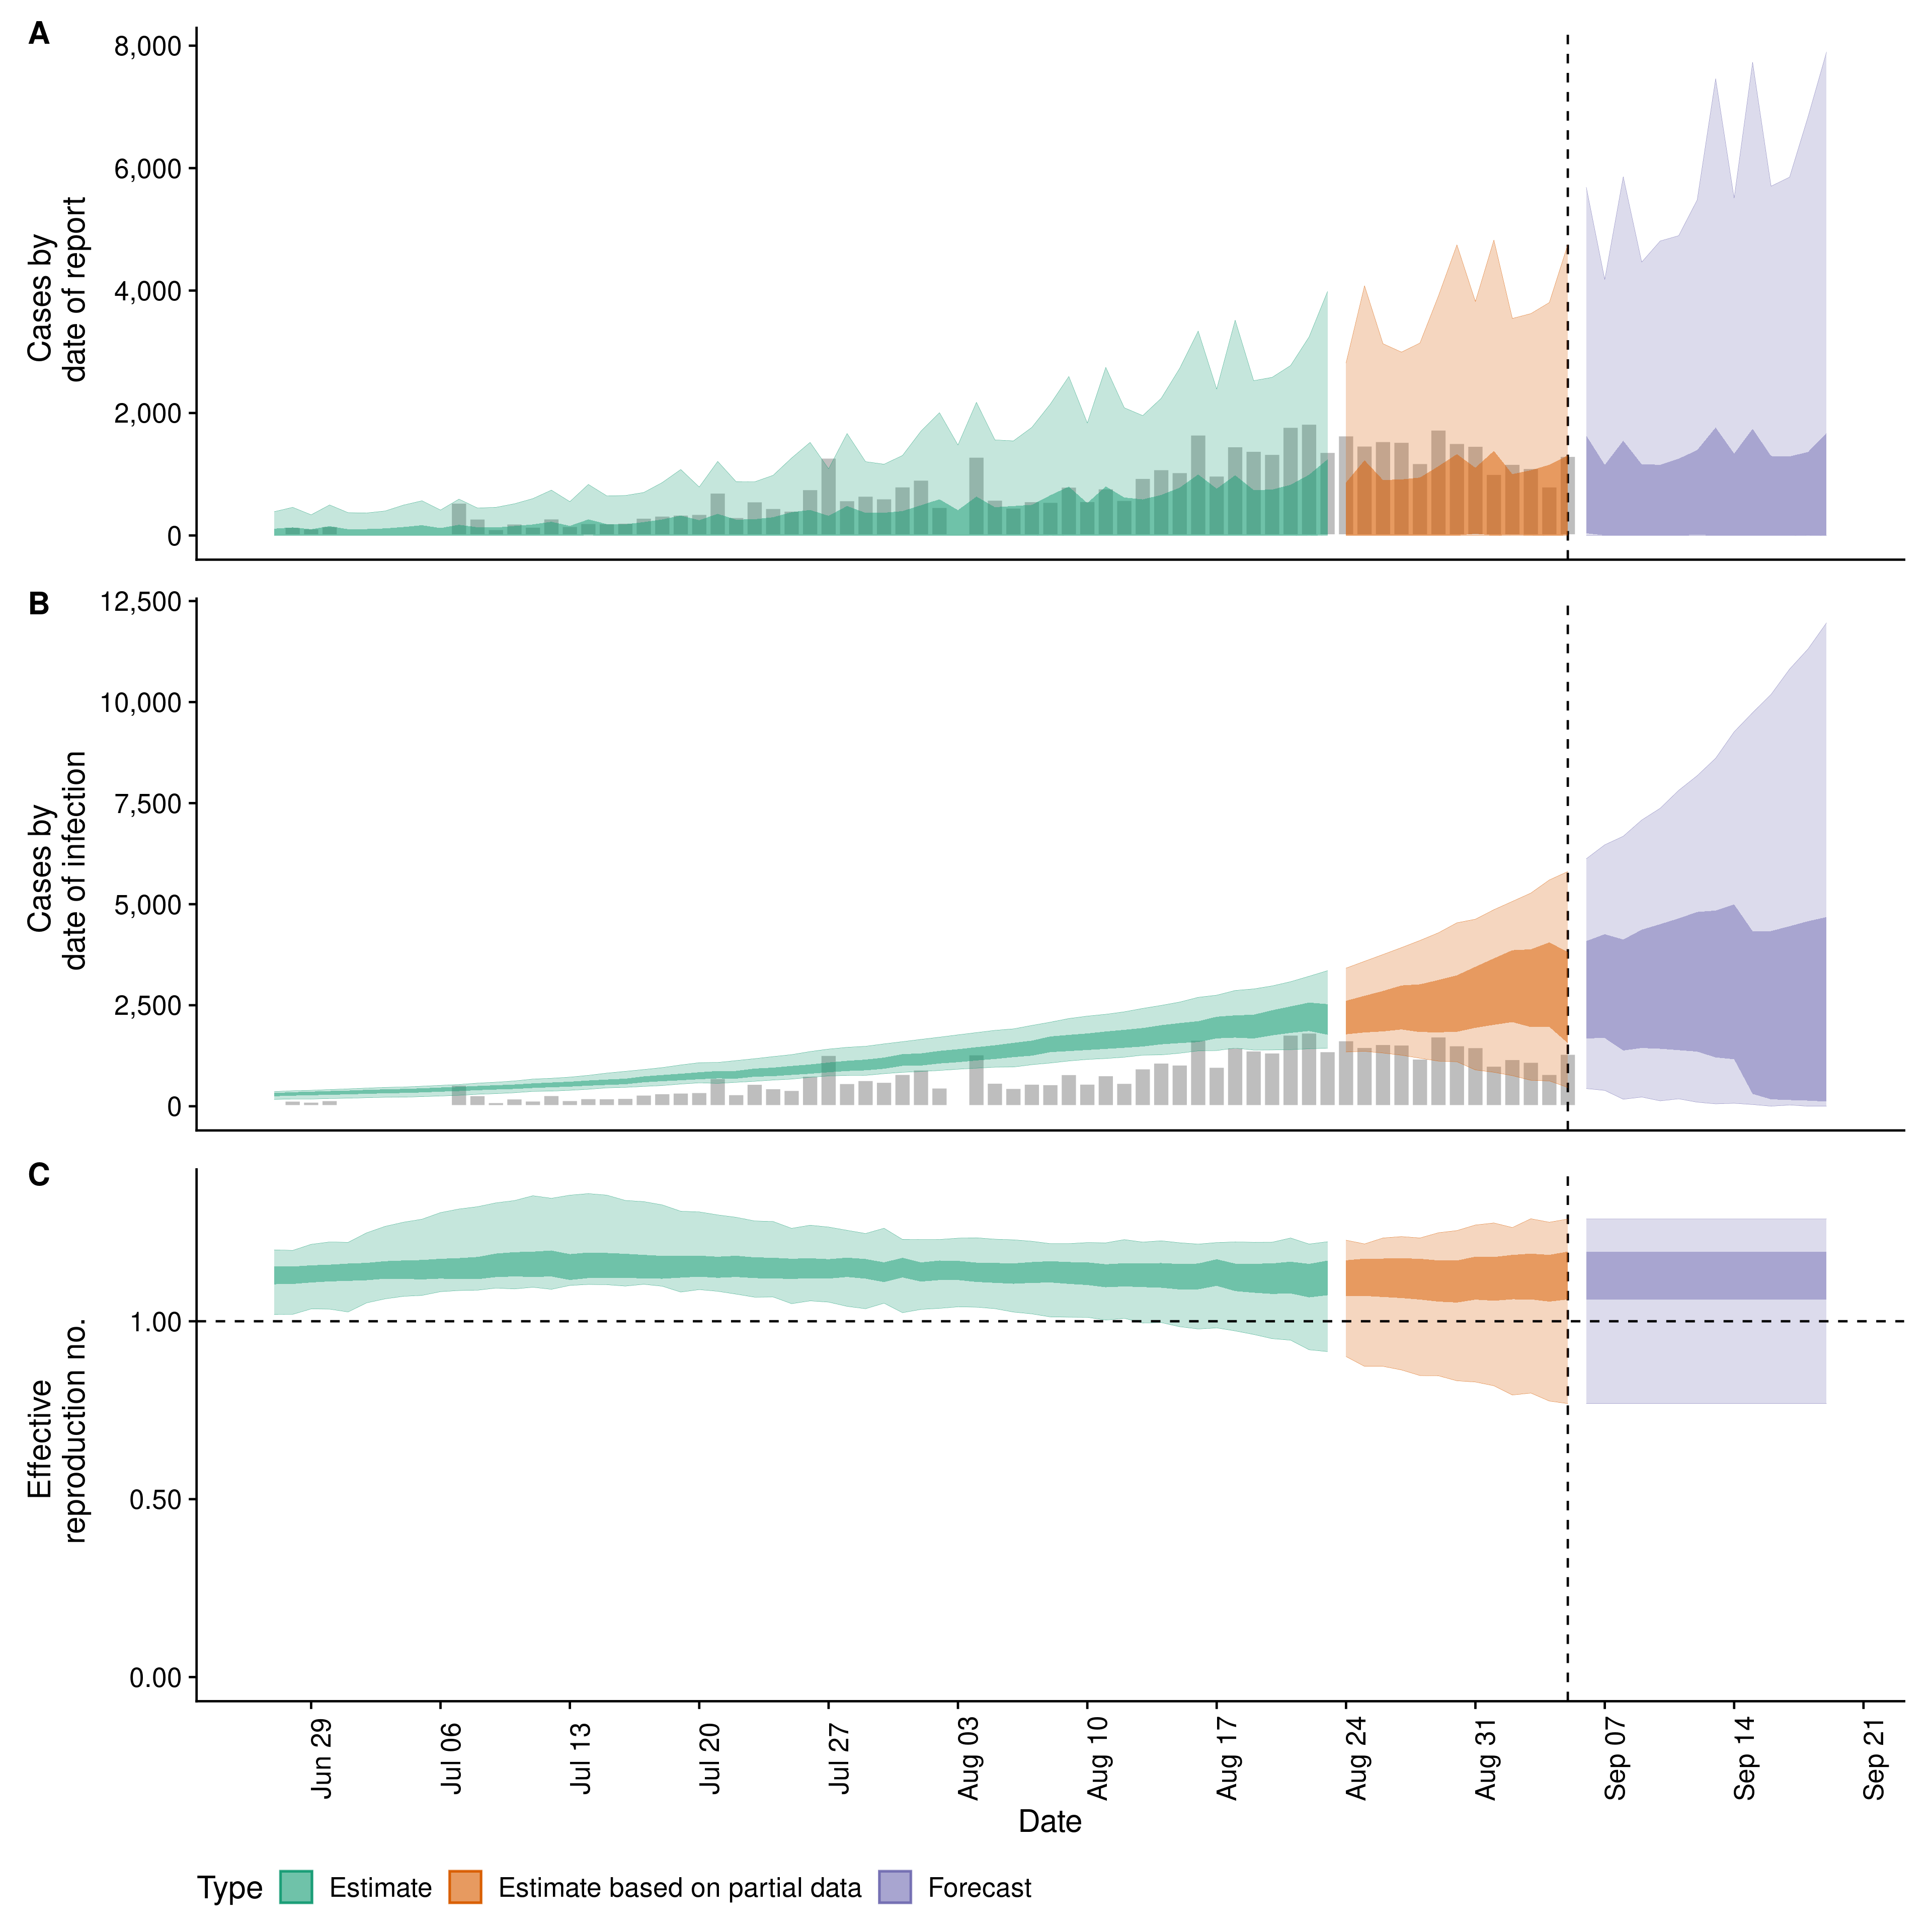 A
8,000
6,000
4,000
2,000
0
Cases by
date of report
B
12,500
10,000
7,500
5,000
2,500
0
Cases by
date of infection
C
1.00
0.50
0.00
Effective
reproduction no.
Jun 29
Jul 06
Jul 13
Jul 20
Jul 27
Aug 03
Aug 10
Aug 17
Aug 24
Aug 31
Sep 07
Sep 14
Sep 21
Date
Type Estimate Estimate based on partial data Forecast